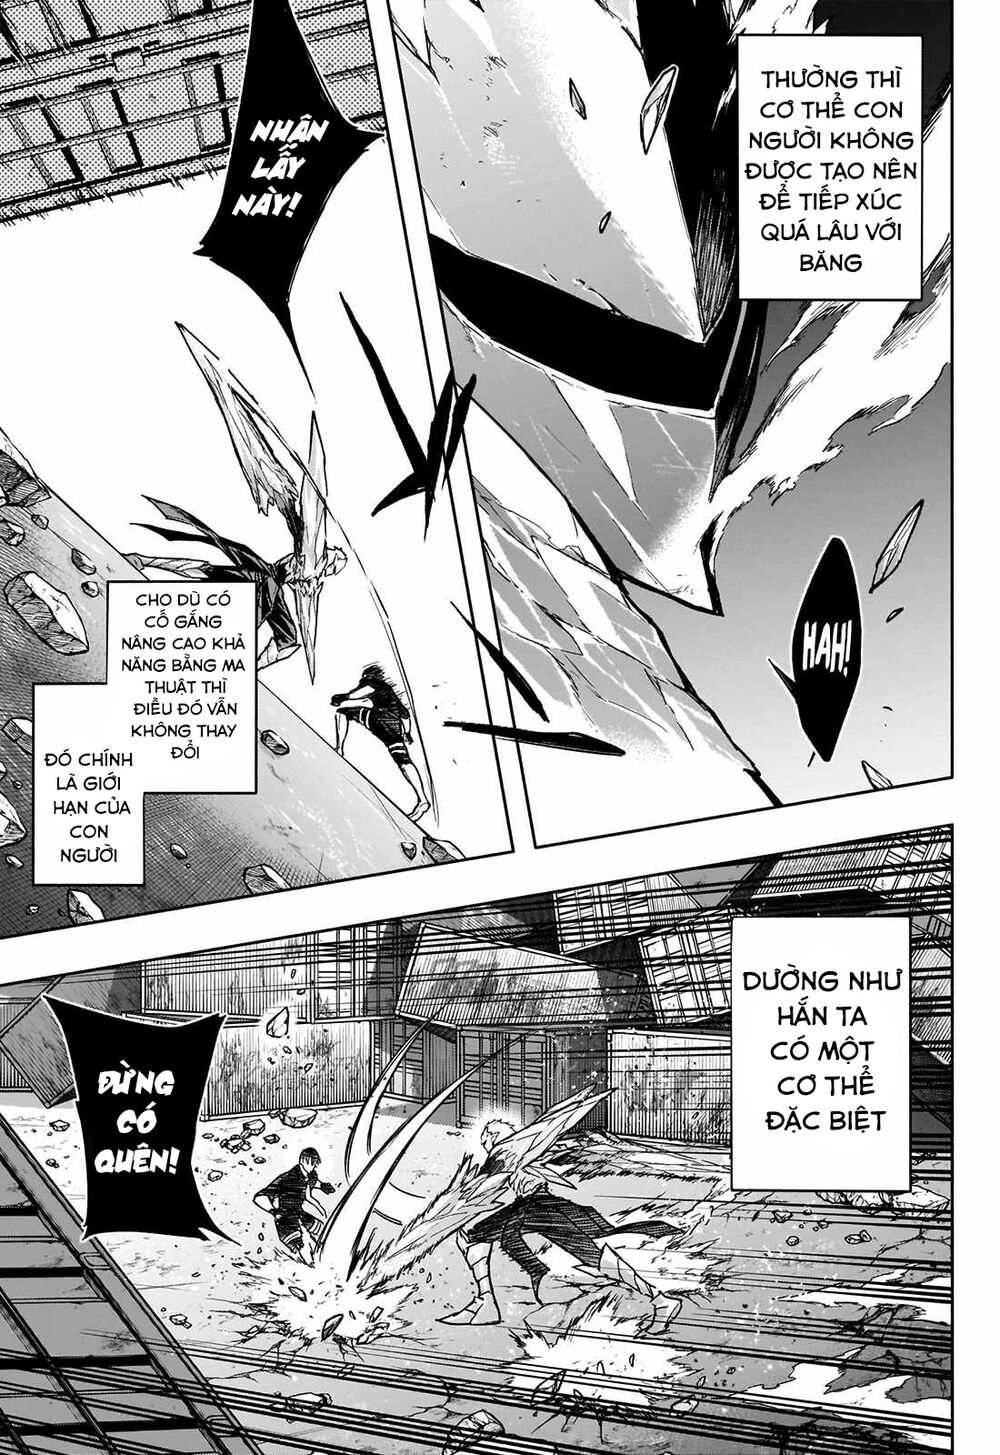 THƯỜNG THÌ
CƠ THỂ CON
NGƯỜI KHÔNG
ĐƯỢC TẠO NÊN
ĐỂ TIẾP XÚC
QUÁ LÂU VỚI
BĂNG
HAH!
NHẬN
LẤY
NÀY!
CHO DÙ CÓ
CỐ GẮNG
NÂNG CAO KHẢ
NĂNG BẰNG MA
THUẬT THÌ
ĐIỀU ĐÓ VẪN
KHÔNG THAY
ĐỔI
ĐÓ CHÍNH
LÀ GIỚI
HẠN CỦA
CON
NGƯỜI
DƯỜNG NHƯ
HẮN TA
CÓ MỘT
CƠ THỂ
ĐẶC BIỆT
ĐỪNG
CÓ
QUÊN!